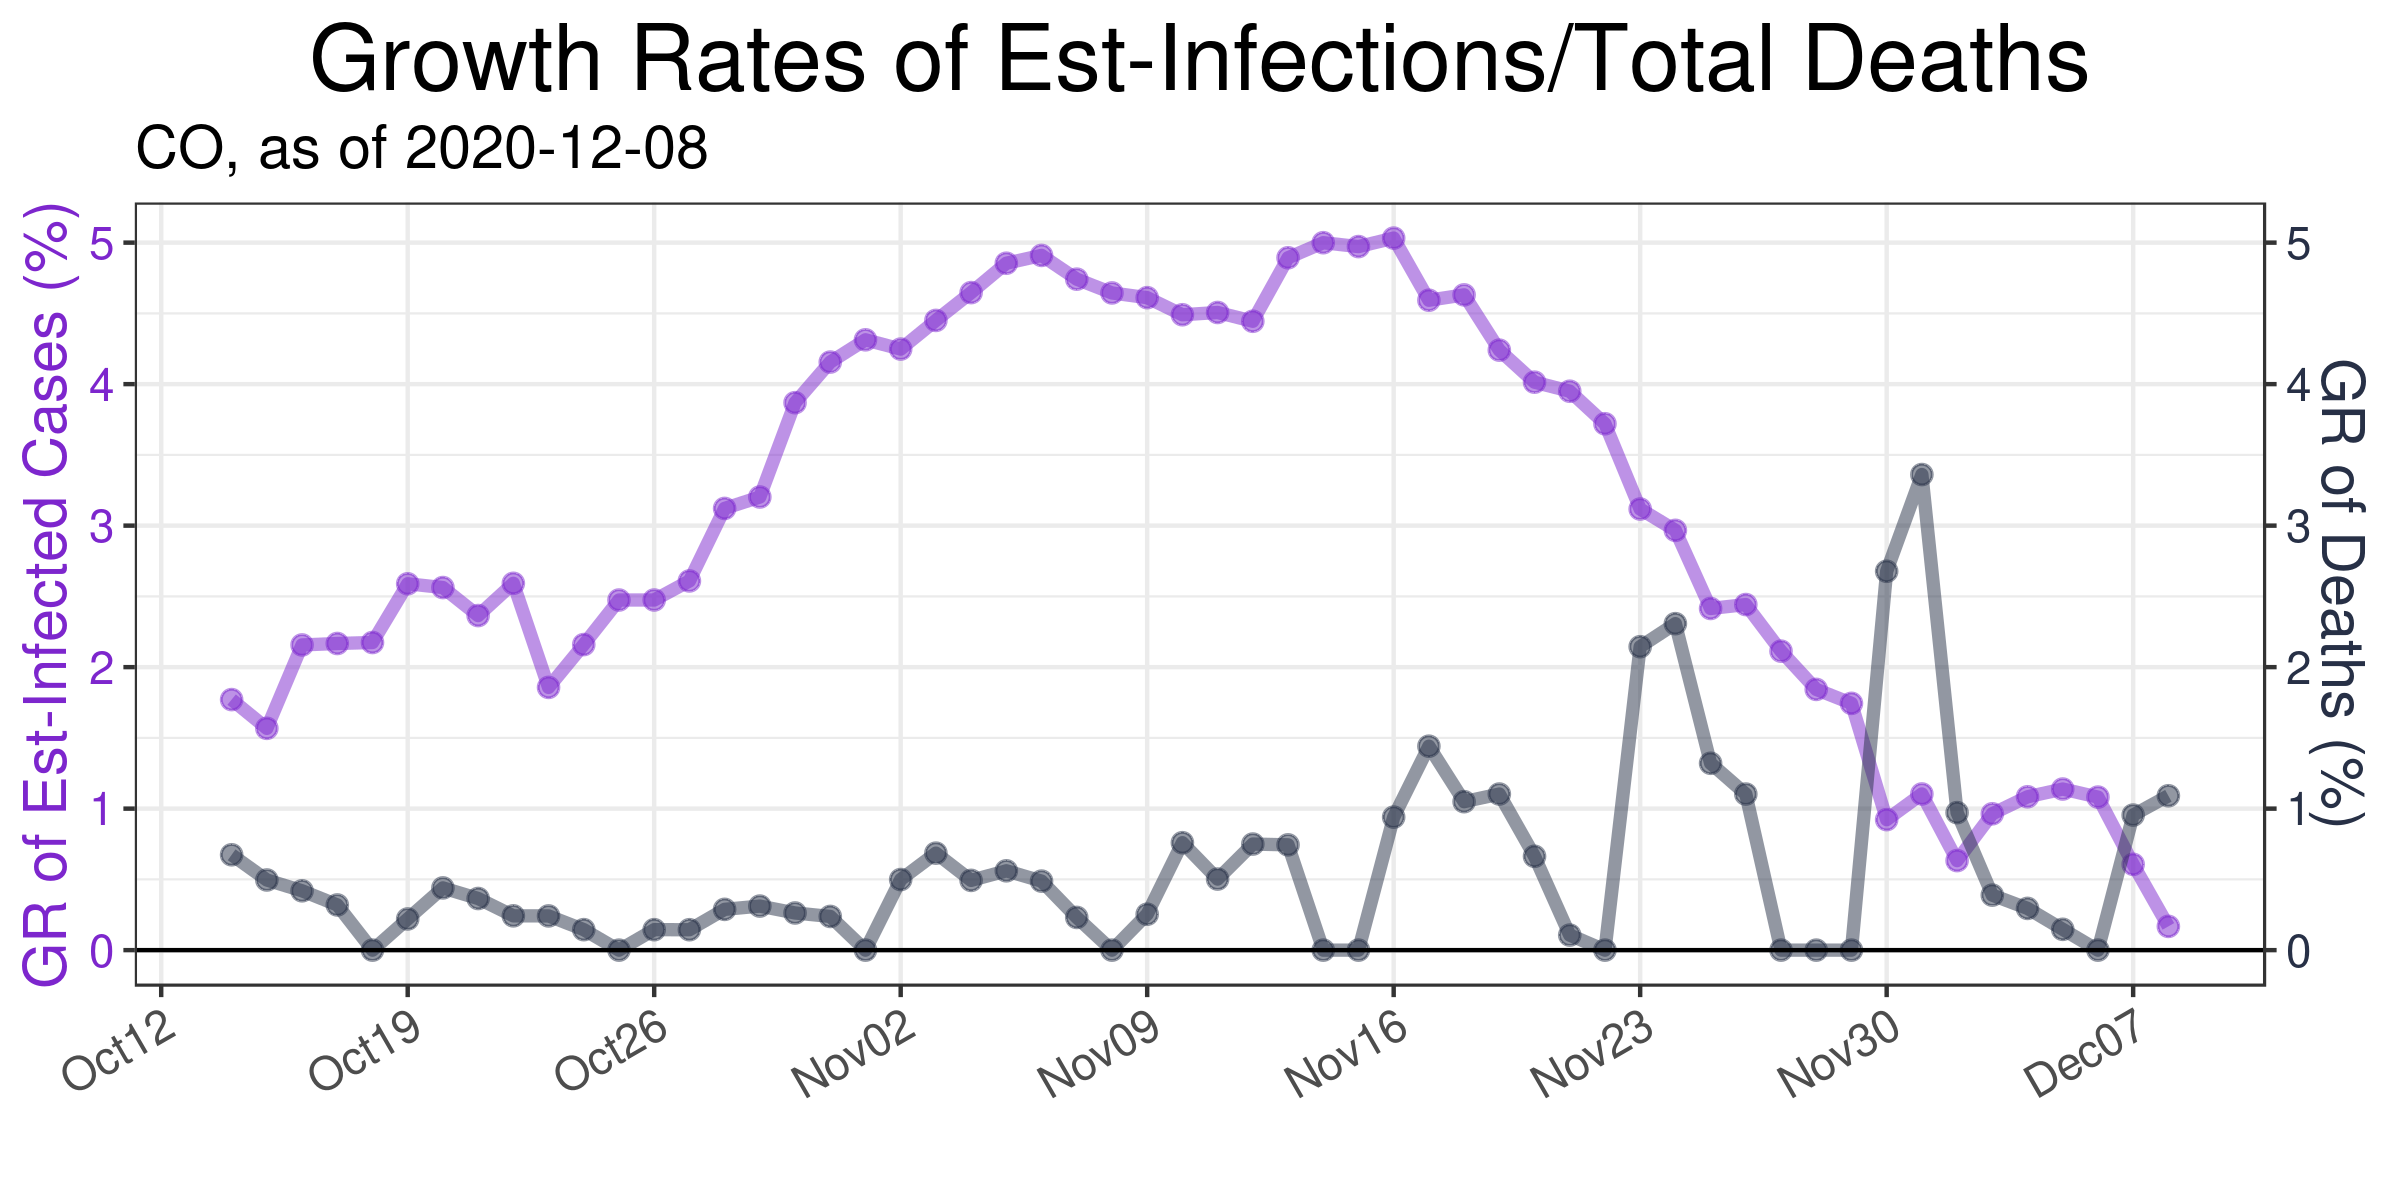 Growth Rates of Est-Infections/Total Deaths
CO, as of 2020-12-08
GR of Est-Infected Cases (%)
5
4
3
2
1
0
5
4
3
2
1
0
GR of Deaths (%)
Oct12
Oct19
Oct26
Nov02
Nov09
Nov16
Nov23
Nov30
Dec07